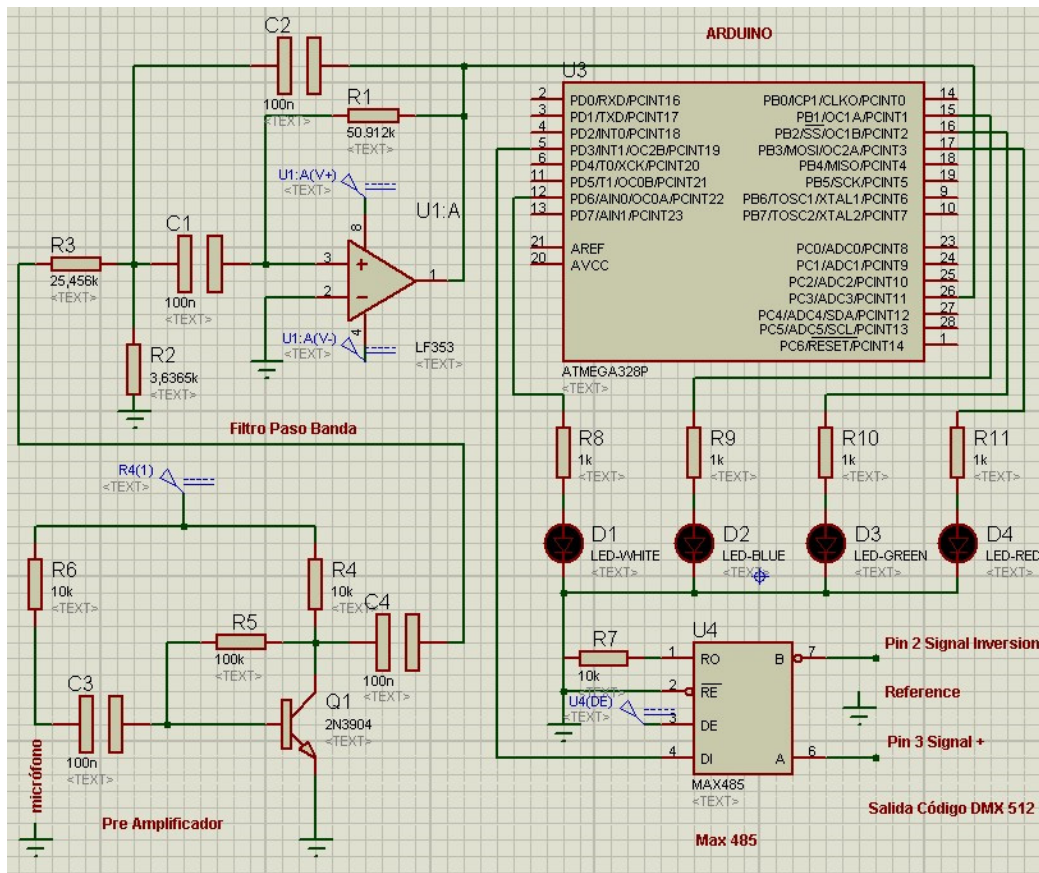 C2
100n
<TEXT>
R1
50.912k
<TEXT>
U1:A(V+)
<TEXT>
U1:A
8
3
2
1
4
U1:A(V-)
<TEXT>
LF353
C1
100n
<TEXT>
R3
25,456k
<TEXT>
R2
3,6365k
<TEXT>
Filtro Paso Banda
ARDUINO
U3
2 PD0/RXD/PCINT16
3 PD1/TXD/PCINT17
4 PD2/INT0/PCINT18
5 PD3/INT1/OC2B/PCINT19
6 PD4/T0/XCK/PCINT20
11 PD5/T1/OC0B/PCINT21
12 PD6/AIN0/OC0A/PCINT22
13 PD7/AIN1/PCINT23
21 AREF
20 AVCC
PB0/ICP1/CLKO/PCINT0 14
PB1/OC1A/PCINT1 15
PB2/SS/OC1B/PCINT2 16
PB3/MOSI/OC2A/PCINT3 17
PB4/MISO/PCINT4 18
PB5/SCK/PCINT5 19
PB6/TOSC1/XTAL1/PCINT6 9
PB7/TOSC2/XTAL2/PCINT7 10
PC0/ADC0/PCINT8 23
PC1/ADC1/PCINT9 24
PC2/ADC2/PCINT10 25
PC3/ADC3/PCINT11 26
PC4/ADC4/SDA/PCINT12 27
PC5/ADC5/SCL/PCINT13 28
PC6/RESET/PCINT14 1
ATMEGA328P
<TEXT>
R8
1k
<TEXT>
R9
1k
<TEXT>
R10
1k
<TEXT>
R11
1k
<TEXT>
D1
LED-WHITE
<TEXT>
D2
LED-BLUE
<TEXT>
D3
LED-GREEN
<TEXT>
D4
LED-RED
<TEXT>
R4(1)
<TEXT>
R6
10k
<TEXT>
R4
10k
<TEXT>
R5
100k
<TEXT>
C4
100n
<TEXT>
C3
100n
<TEXT>
Q1
2N3904
<TEXT>
micrófono
Pre Amplificador
R7
10k
<TEXT>
U4(DE)
<TEXT>
U4
1 RO
2 RE
3 DE
4 DI
B 7
A 6
MAX485
<TEXT>
Max 485
Pin 2 Signal Inversion
Reference
Pin 3 Signal +
Salida Código DMX 512